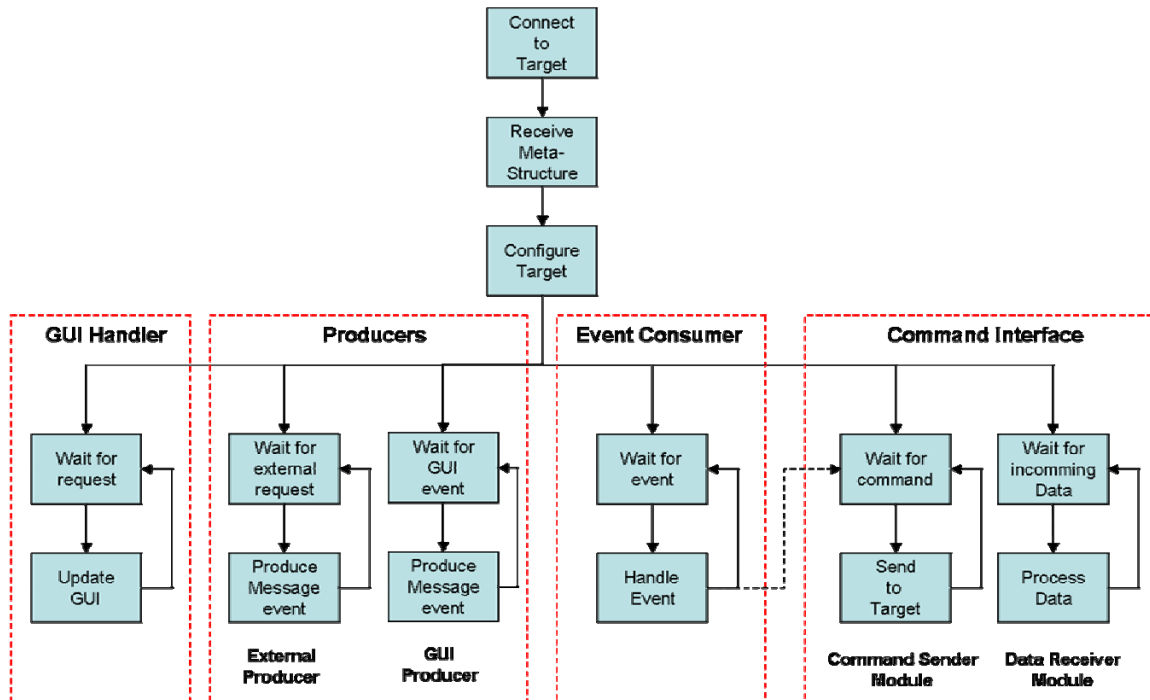 Connect
to
Target
Receive
Meta-
Structure
Configure
Target
GUI Handler
Producers
Event Consumer
Command Interface
Wait for
request
Wait for
external
request
Wait for
GUI
event
Wait for
event
Wait for
command
Wait for
incomming
Data
Update
GUI
Produce
Message
event
Produce
Message
event
Handle
Event
Send
to
Target
Process
Data
External
Producer
GUI
Producer
Command Sender
Module
Data Receiver
Module